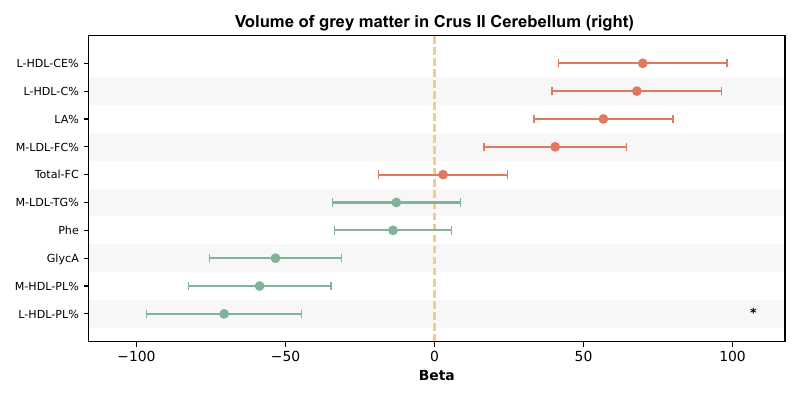 Volume of grey matter in Crus II Cerebellum (right)
L-HDL-CE%
L-HDL-C%
LA%
M-LDL-FC%
Total-FC
M-LDL-TG%
Phe
GlycA
M-HDL-PL%
L-HDL-PL% *
−100 −50 0 50 100
Beta